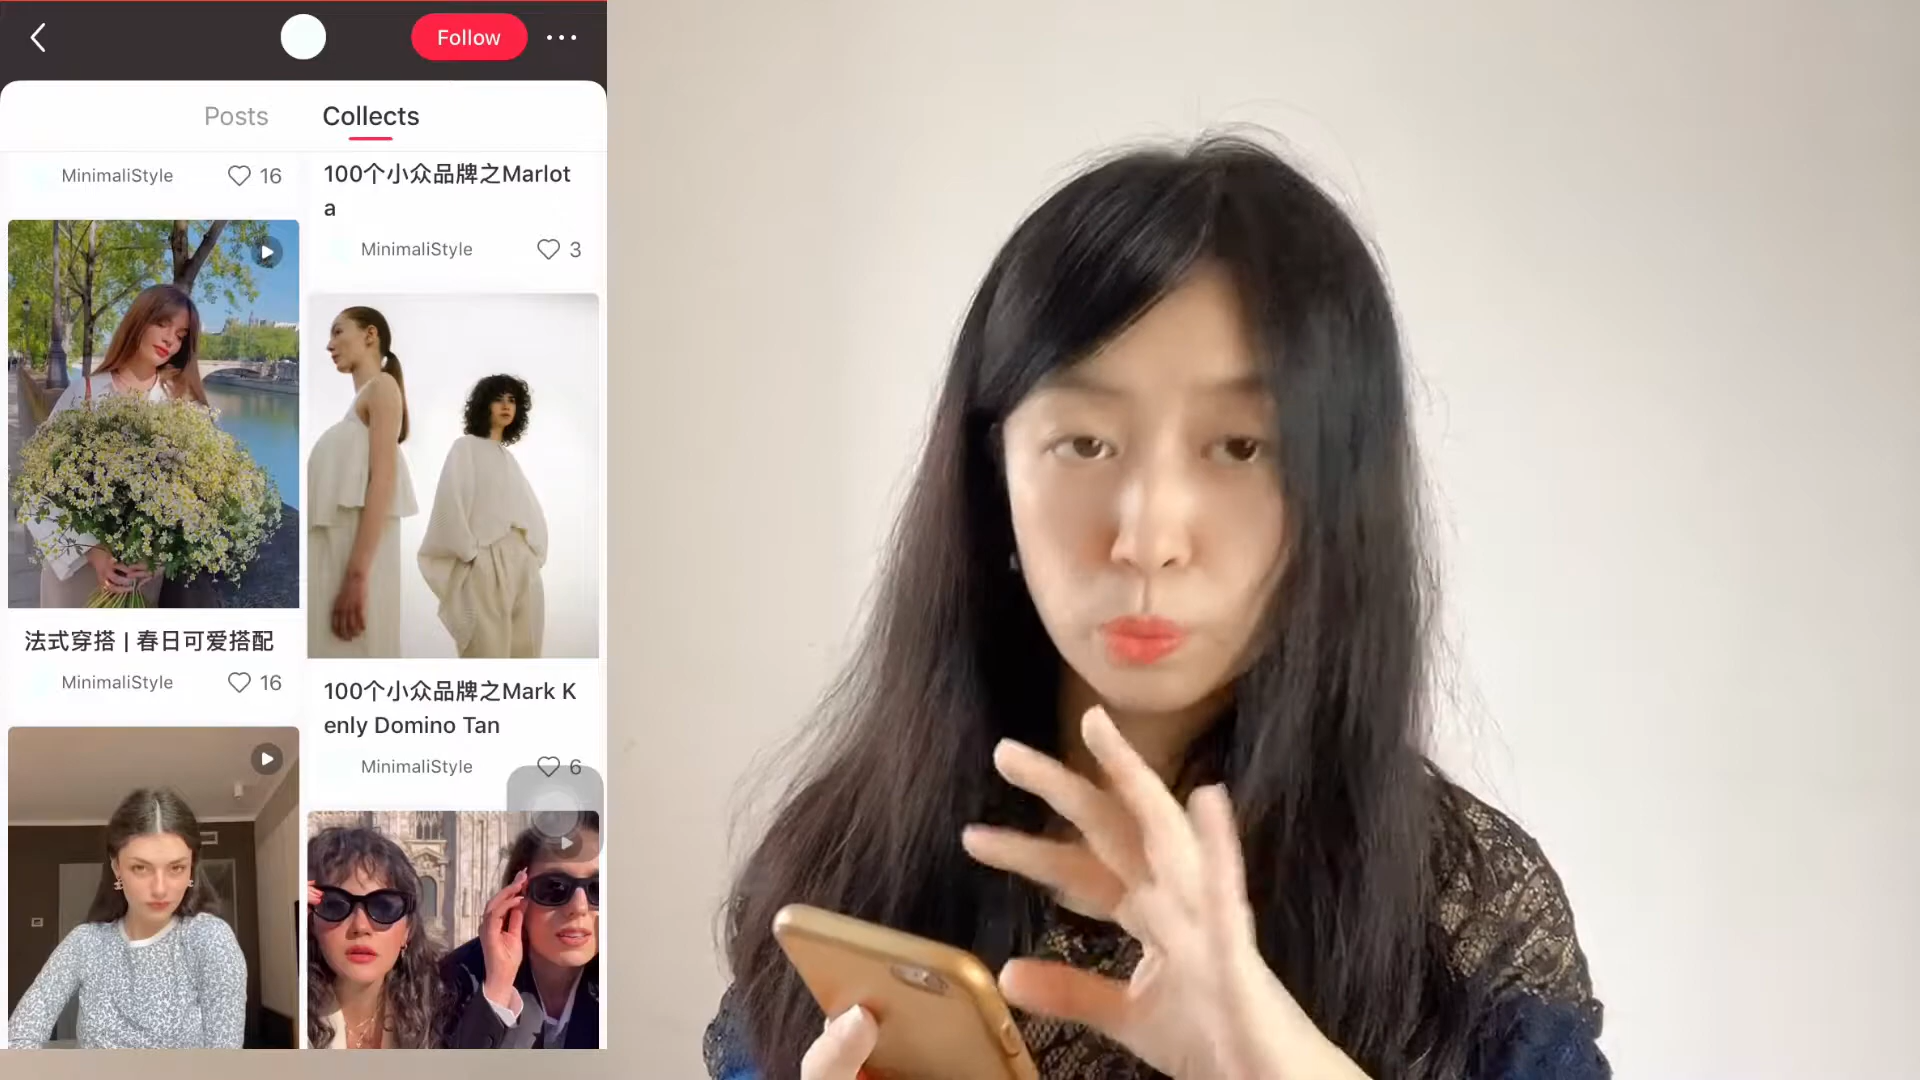 Follow
Posts
Collects
MinimaliStyle
16
100个小众品牌之Marlot
a
MinimaliStyle
3
法式穿搭 | 春日可爱搭配
MinimaliStyle
16
100个小众品牌之Mark K
enly Domino Tan
MinimaliStyle
6